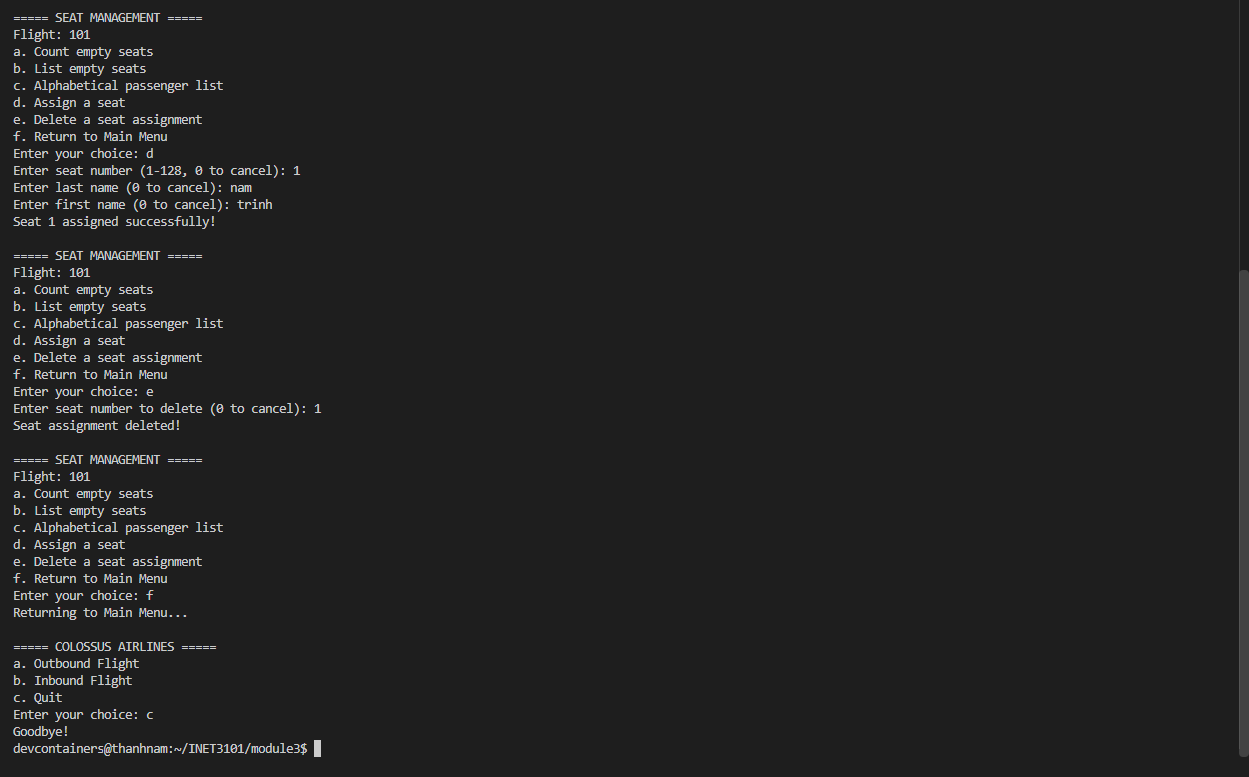 ===== SEAT MANAGEMENT =====
Flight: 101
a. Count empty seats
b. List empty seats
c. Alphabetical passenger list
d. Assign a seat
e. Delete a seat assignment
f. Return to Main Menu
Enter your choice: d
Enter seat number (1-128, 0 to cancel): 1
Enter last name (0 to cancel): nam
Enter first name (0 to cancel): trinh
Seat 1 assigned successfully!

===== SEAT MANAGEMENT =====
Flight: 101
a. Count empty seats
b. List empty seats
c. Alphabetical passenger list
d. Assign a seat
e. Delete a seat assignment
f. Return to Main Menu
Enter your choice: e
Enter seat number to delete (0 to cancel): 1
Seat assignment deleted!

===== SEAT MANAGEMENT =====
Flight: 101
a. Count empty seats
b. List empty seats
c. Alphabetical passenger list
d. Assign a seat
e. Delete a seat assignment
f. Return to Main Menu
Enter your choice: f
Returning to Main Menu...

===== COLOSSUS AIRLINES =====
a. Outbound Flight
b. Inbound Flight
c. Quit
Enter your choice: c
Goodbye!
devcontainers@thanhnam:~/INET3101/module3$